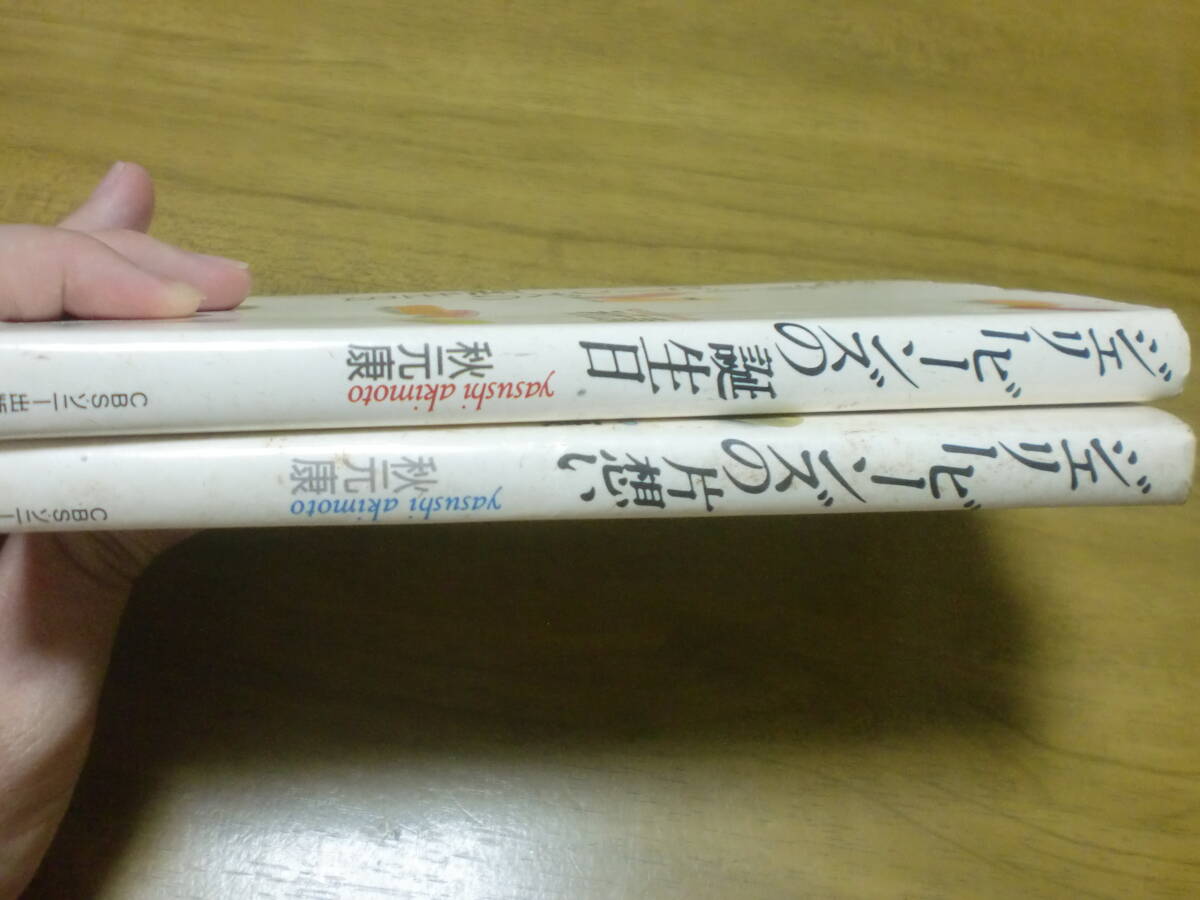 ジェリービーンズの誕生日
秋元康
yasushi akimoto
CBSソニー出版
ジェリービーンズの片想い
秋元康
yasushi akimoto
CBSソニー